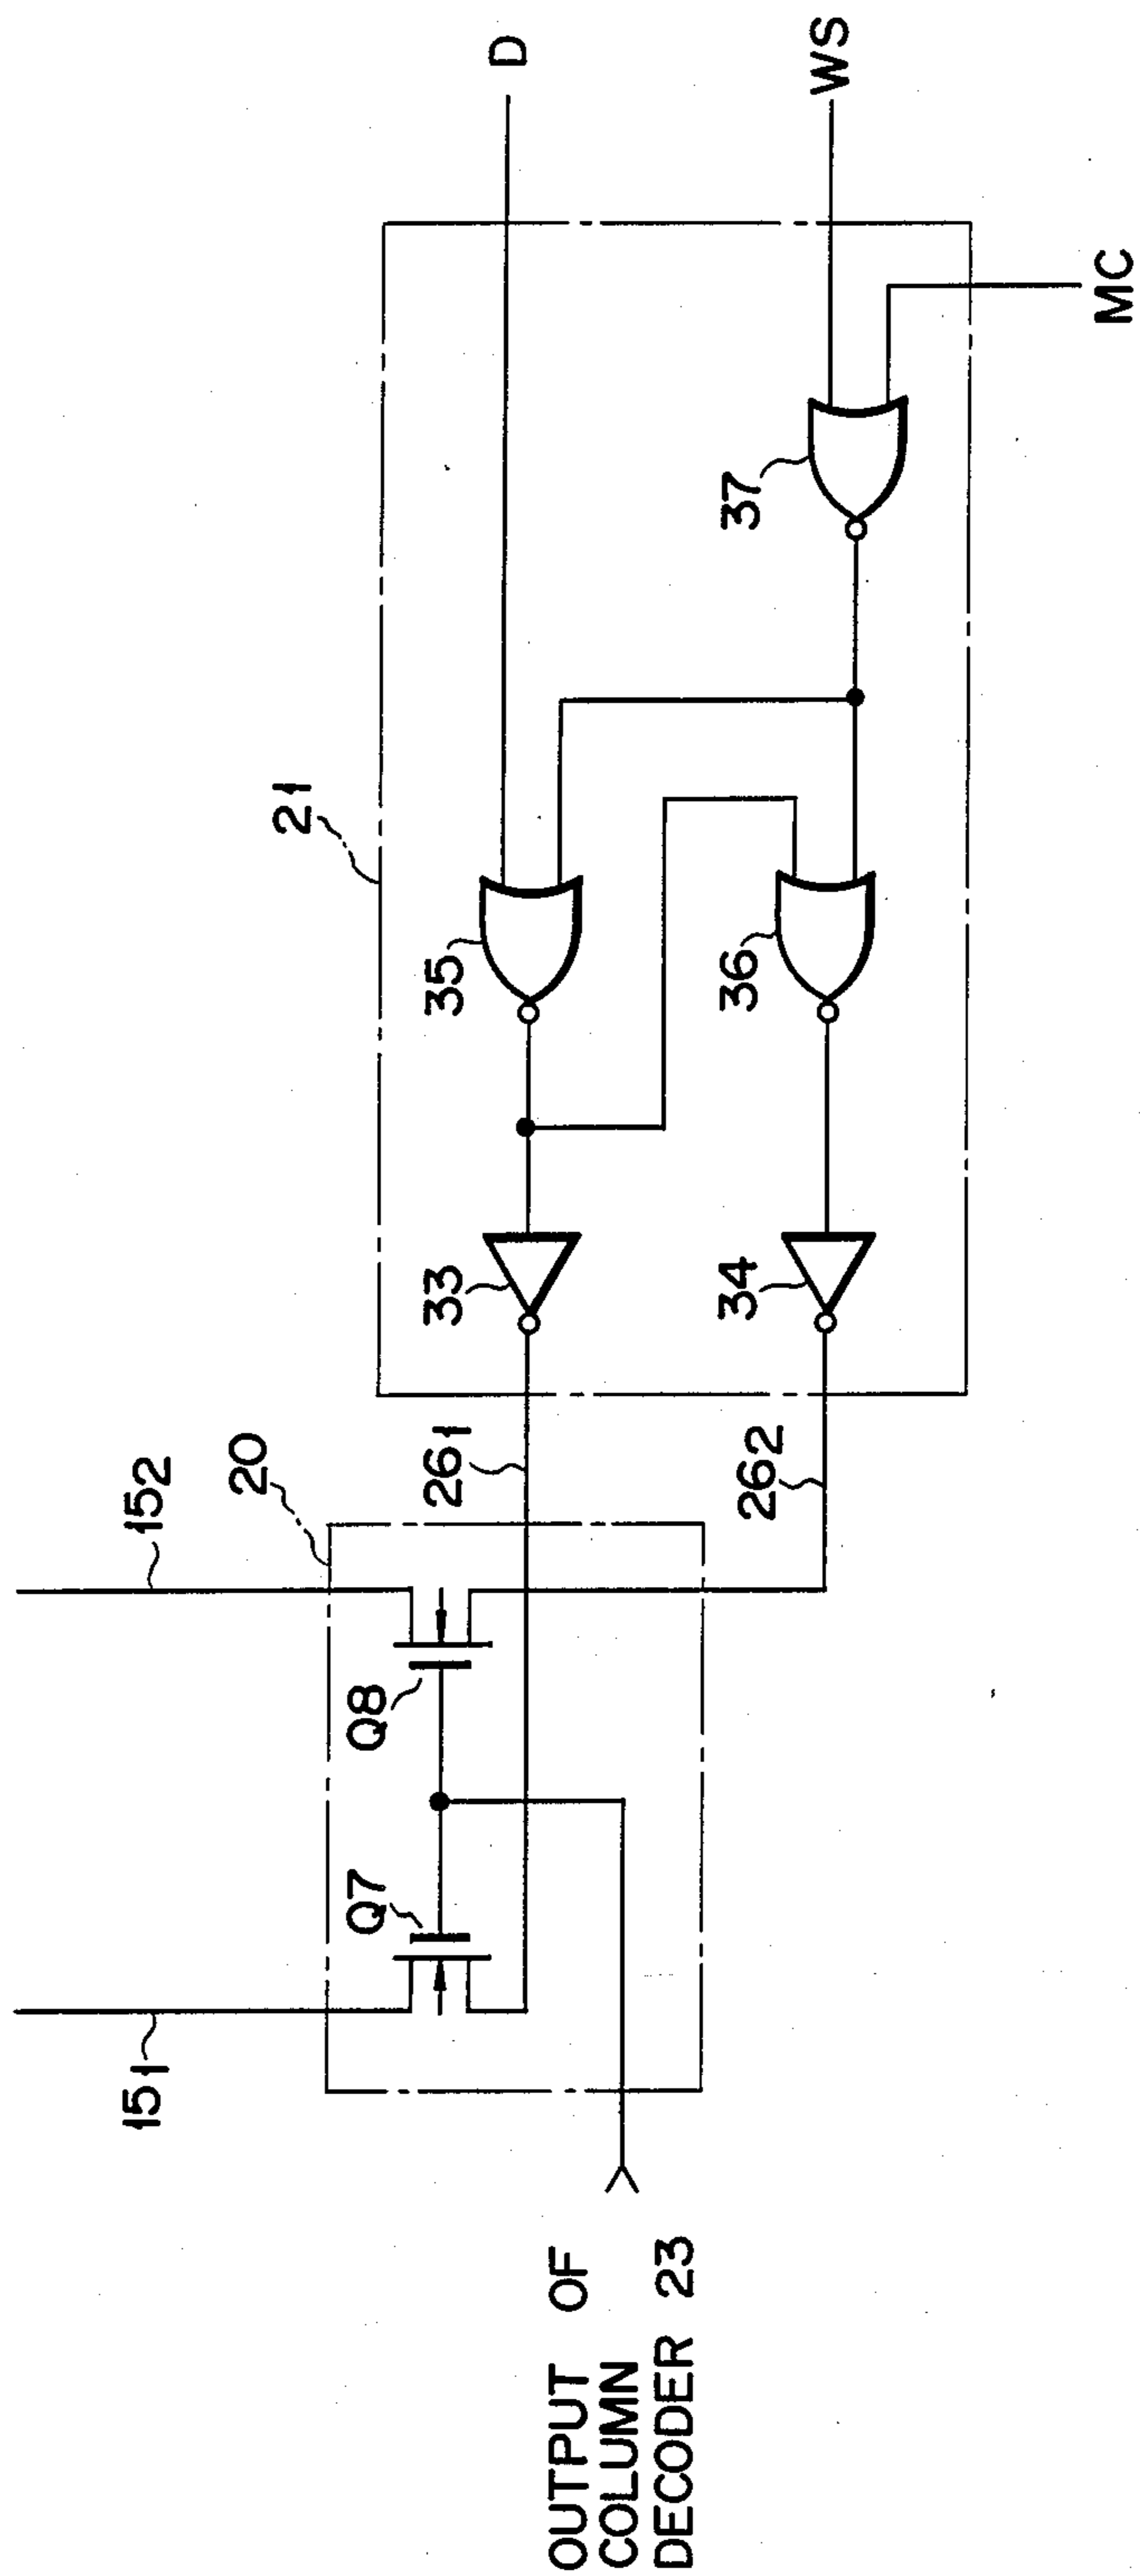 15₁
15₂
20
Q7
Q8
26₁
26₂
21
33
34
35
36
37
D
WS
MC
OUTPUT OF
COLUMN
DECODER 23